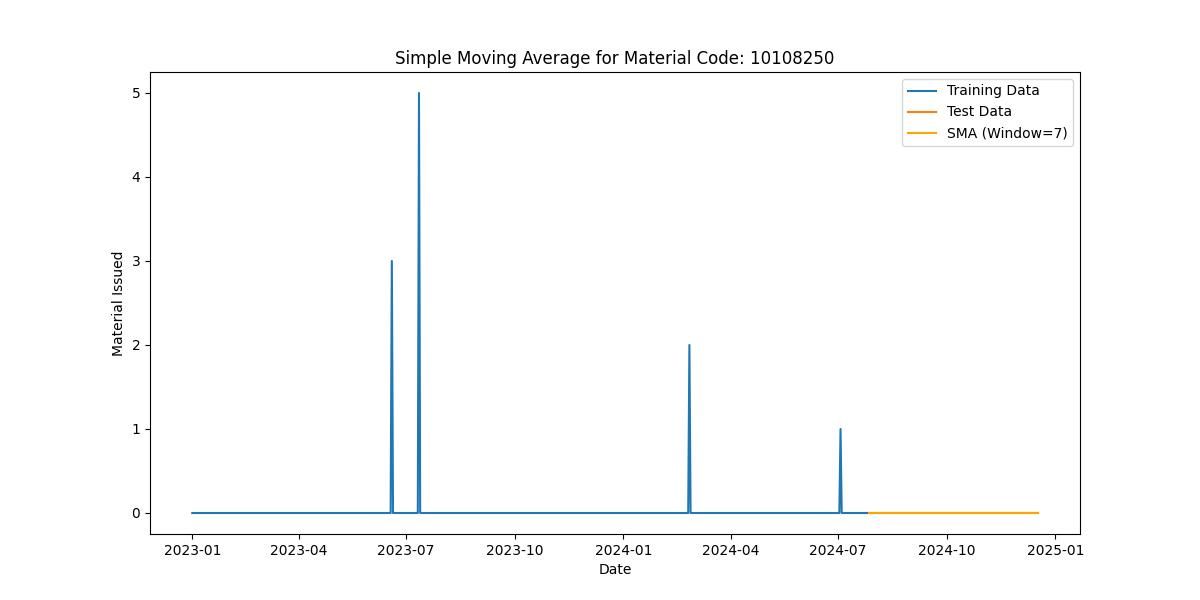 Simple Moving Average for Material Code: 10108250
Training Data
Test Data
SMA (Window=7)
Material Issued
5
4
3
2
1
0
2023-01 2023-04 2023-07 2023-10 2024-01 2024-04 2024-07 2024-10 2025-01
Date